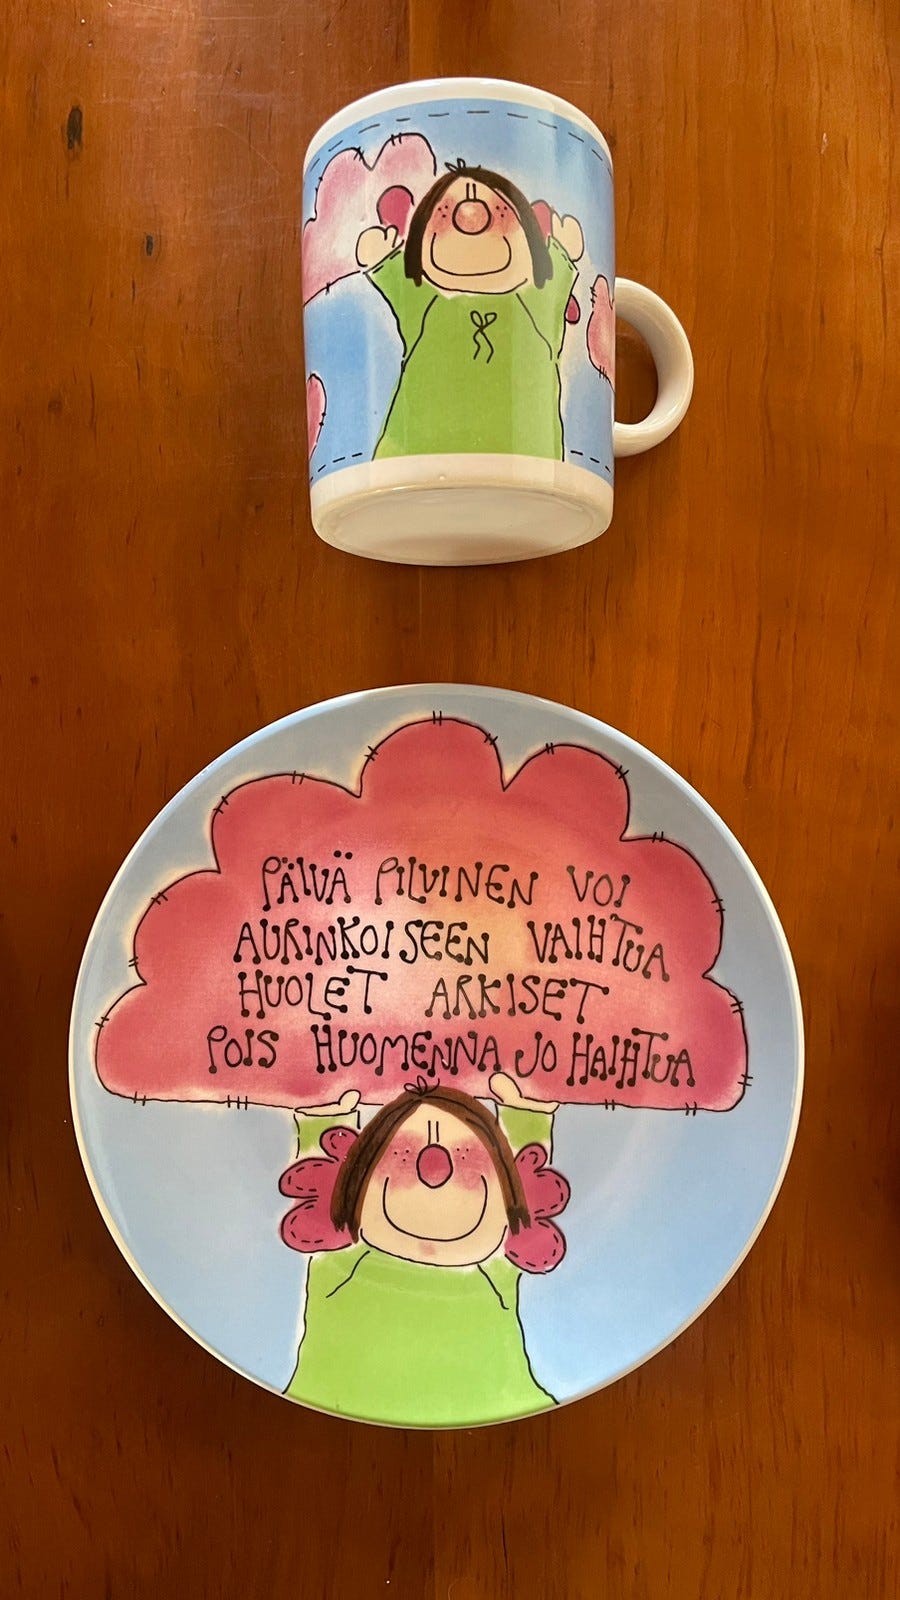 PÄIVÄ PILVINEN VOI
AURINKOISEEN VAIHTUA
HUOLET ARKISET
POIS HUOMENNA JO HAIHTUA